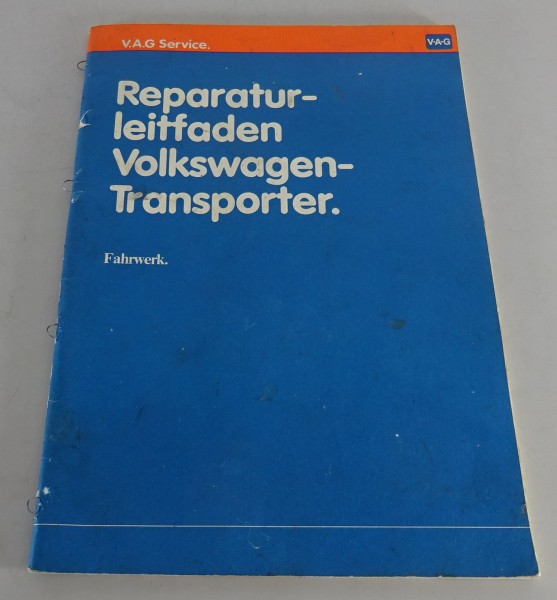 V.A.G Service.
V·A·G
Reparatur-
leitfaden
Volkswagen-
Transporter.
Fahrwerk.